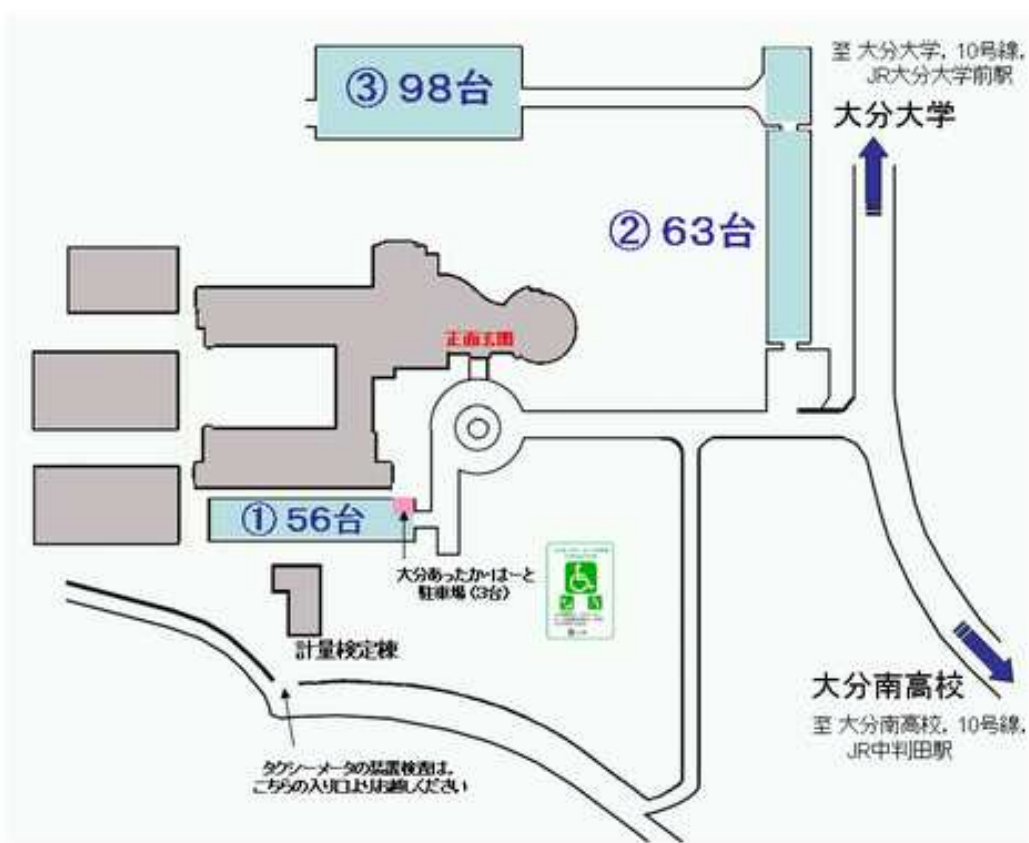 ③ 98台
至 大分大学, 10号線,
JR大分大学前駅
大分大学
② 63台
正面玄関
① 56台
大分あったか・はーと
駐車場 (3台)
計量検定棟
大分南高校
至 大分南高校, 10号線,
JR中判田駅
タクシーメータの装置検査は,
こちらの入り口よりお越しください